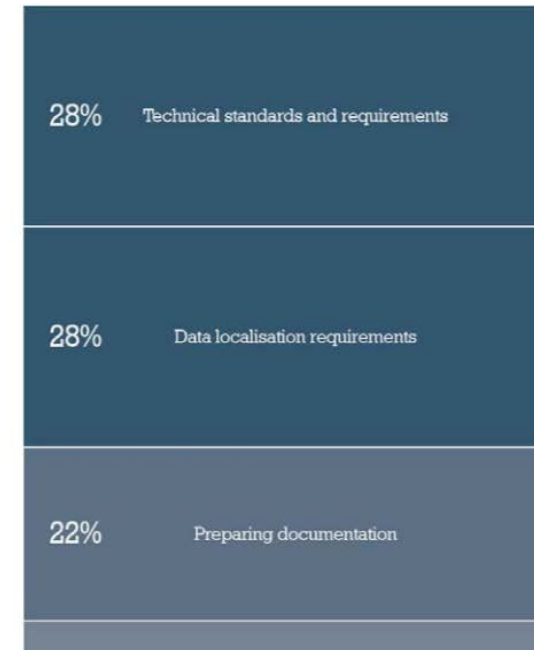 28% Technical standards and requirements
28% Data localisation requirements
22% Preparing documentation